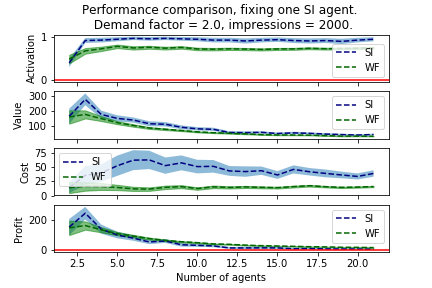 Performance comparison, fixing one SI agent.
Demand factor = 2.0, impressions = 2000.
Activation
1
0
SI
WF
Value
300
200
100
SI
WF
Cost
75
50
25
0
SI
WF
Profit
200
0
SI
WF
2.5 5.0 7.5 10.0 12.5 15.0 17.5 20.0
Number of agents